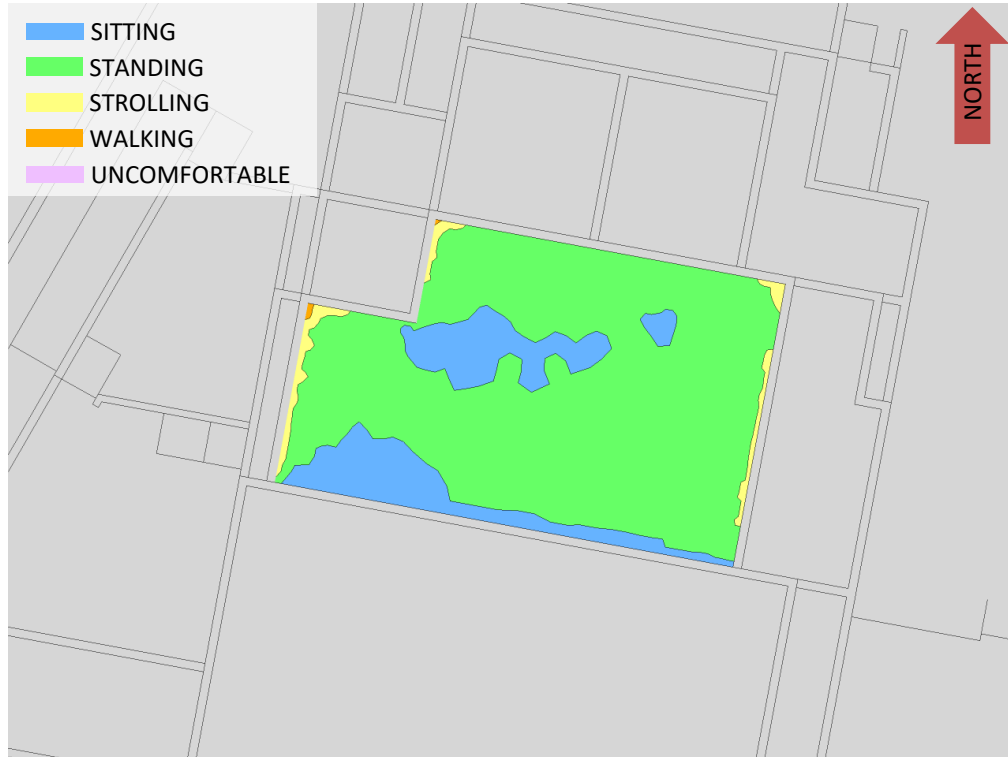 SITTING
STANDING
STROLLING
WALKING
UNCOMFORTABLE
NORTH